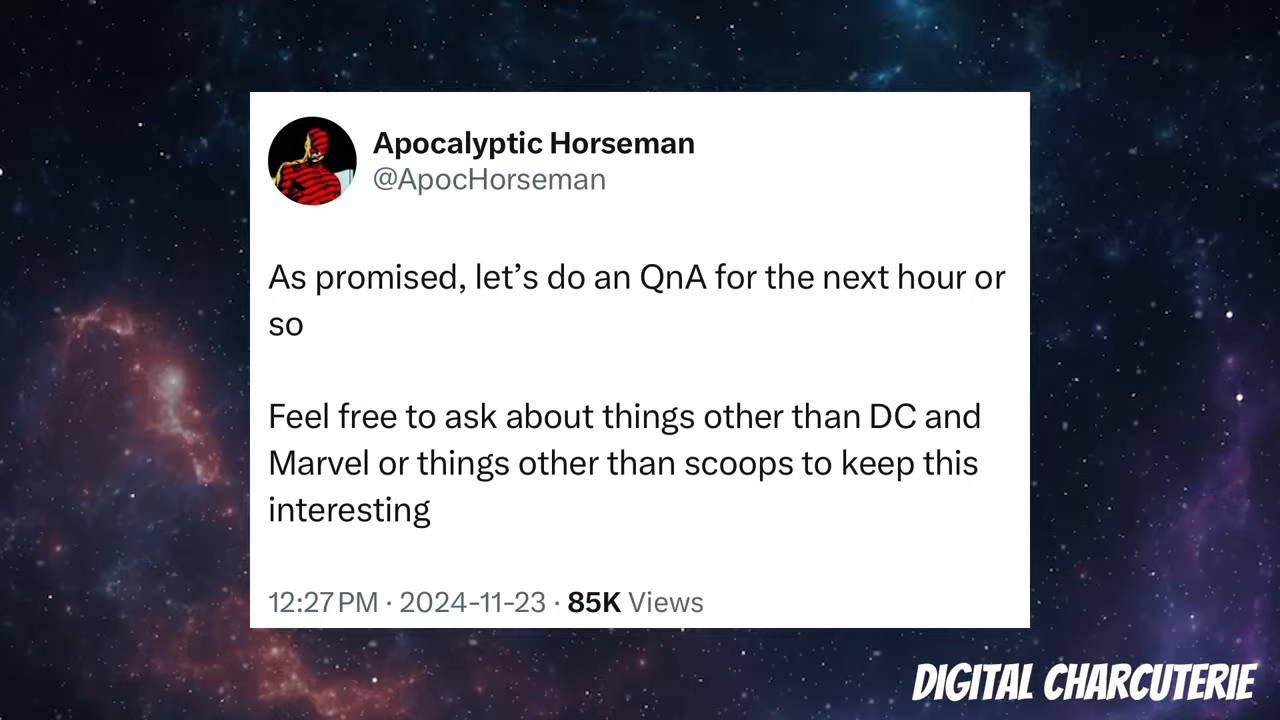 Apocalyptic Horseman
@ApocHorseman
As promised, let’s do an QnA for the next hour or
so
Feel free to ask about things other than DC and
Marvel or things other than scoops to keep this
interesting
12:27 PM · 2024-11-23 · 85K Views
DIGITAL CHARCUTERIE